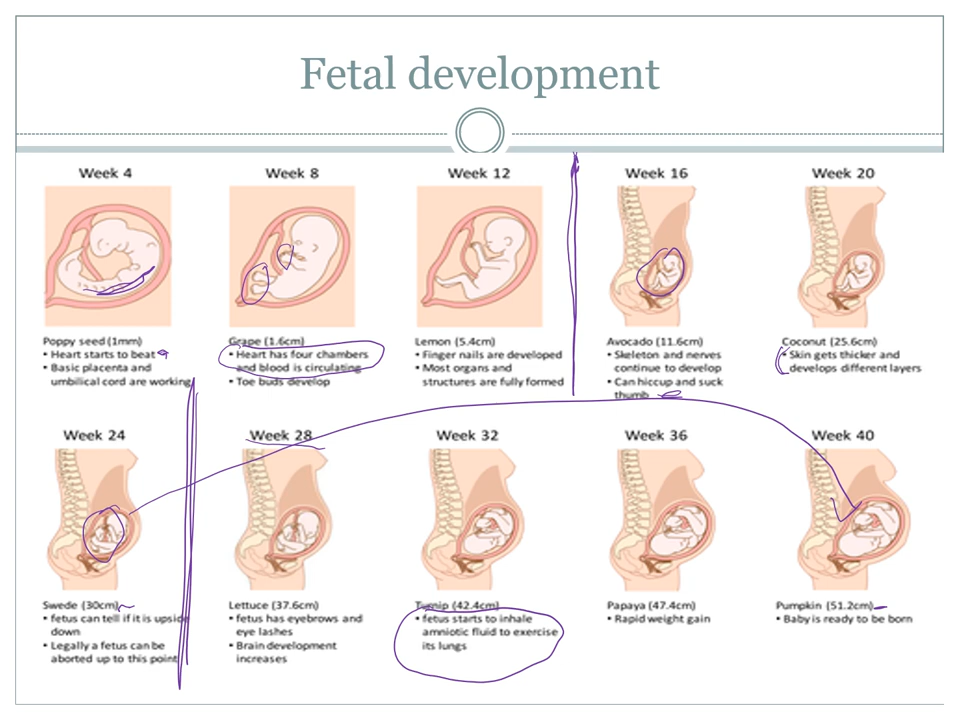 Fetal development
Week 4
Week 8
Week 12
Week 16
Week 20
Poppy seed (1mm)
• Heart starts to beat
• Basic placenta and
umbilical cord are working
Grape (1.6cm)
• Heart has four chambers
and blood is circulating
• Toe buds develop
Lemon (5.4cm)
• Finger nails are developed
• Most organs and
structures are fully formed
Avocado (11.6cm)
• Skeleton and nerves
continue to develop
• Can hiccup and suck
thumb
Coconut (25.6cm)
• Skin gets thicker and
develops different layers
Week 24
Week 28
Week 32
Week 36
Week 40
Swede (30cm)
• fetus can tell if it is upside
down
• Legally a fetus can be
aborted up to this point
Lettuce (37.6cm)
• fetus has eyebrows and
eye lashes
• Brain development
increases
Turnip (42.4cm)
• fetus starts to inhale
amniotic fluid to exercise
its lungs
Papaya (47.4cm)
• Rapid weight gain
Pumpkin (51.2cm)
• Baby is ready to be born